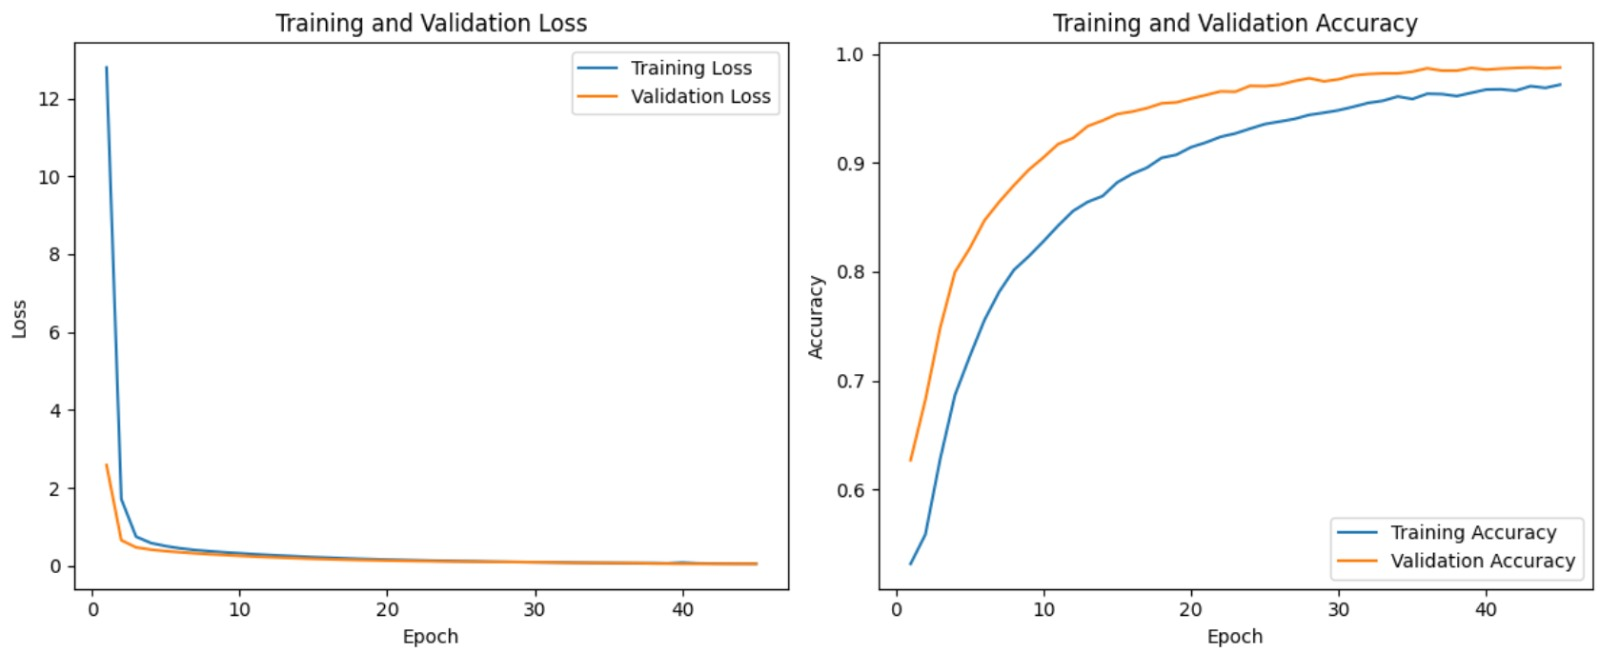 Training and Validation Loss
Training Loss
Validation Loss
12
10
8
6
4
2
0
Loss
0 10 20 30 40
Epoch
Training and Validation Accuracy
1.0
0.9
0.8
0.7
0.6
Accuracy
Training Accuracy
Validation Accuracy
0 10 20 30 40
Epoch